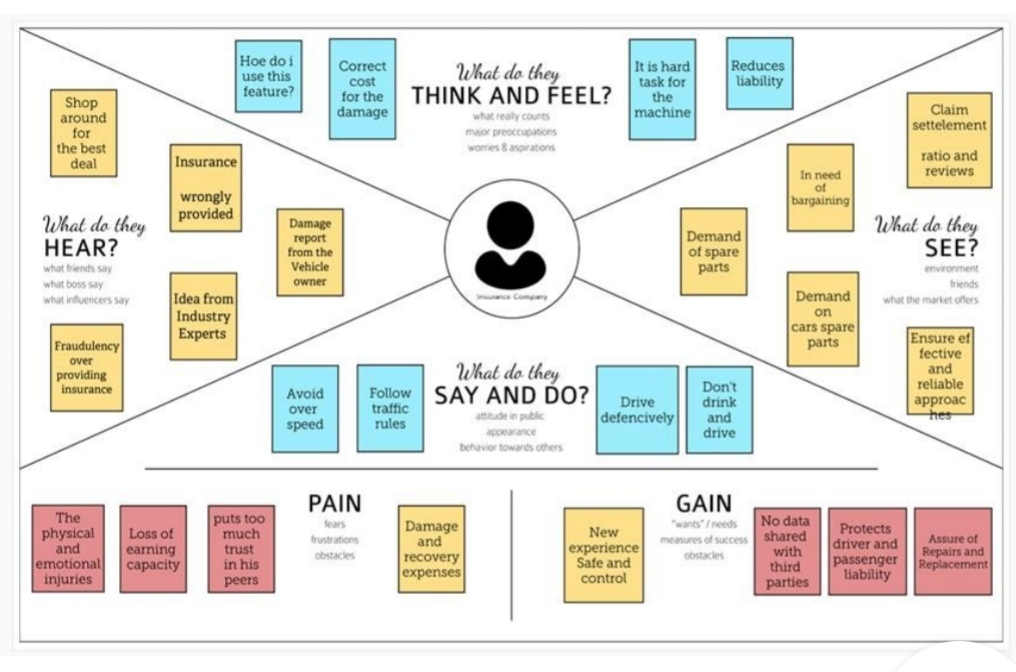 Hoe do i
use this
feature?
Correct
cost
for the
damage
What do they
THINK AND FEEL?
what really counts
major preoccupations
worries & aspirations
It is hard
task for
the
machine
Reduces
liability
Shop
around
for
the best
deal
Insurance
wrongly
provided
Damage
report
from the
Vehicle
owner
What do they
HEAR?
what friends say
what boss say
what influencers say
Idea from
Industry
Experts
Fraudulency
over
providing
insurance
Insurance Company
Claim
settelement
ratio and
reviews
In need
of
bargaining
Demand
of spare
parts
What do they
SEE?
environment
friends
what the market offers
Demand
on
cars spare
parts
Ensure ef
fective
and
reliable
approac
hes
Avoid
over
speed
Follow
traffic
rules
What do they
SAY AND DO?
attitude in public
appearance
behavior towards others
Drive
defencively
Don't
drink
and
drive
The
physical
and
emotional
injuries
Loss of
earning
capacity
puts too
much
trust
in his
peers
PAIN
fears
frustrations
obstacles
Damage
and
recovery
expenses
New
experience
Safe and
control
GAIN
"wants" / needs
measures of success
obstacles
No data
shared
with
third
parties
Protects
driver and
passenger
liability
Assure of
Repairs and
Replacement